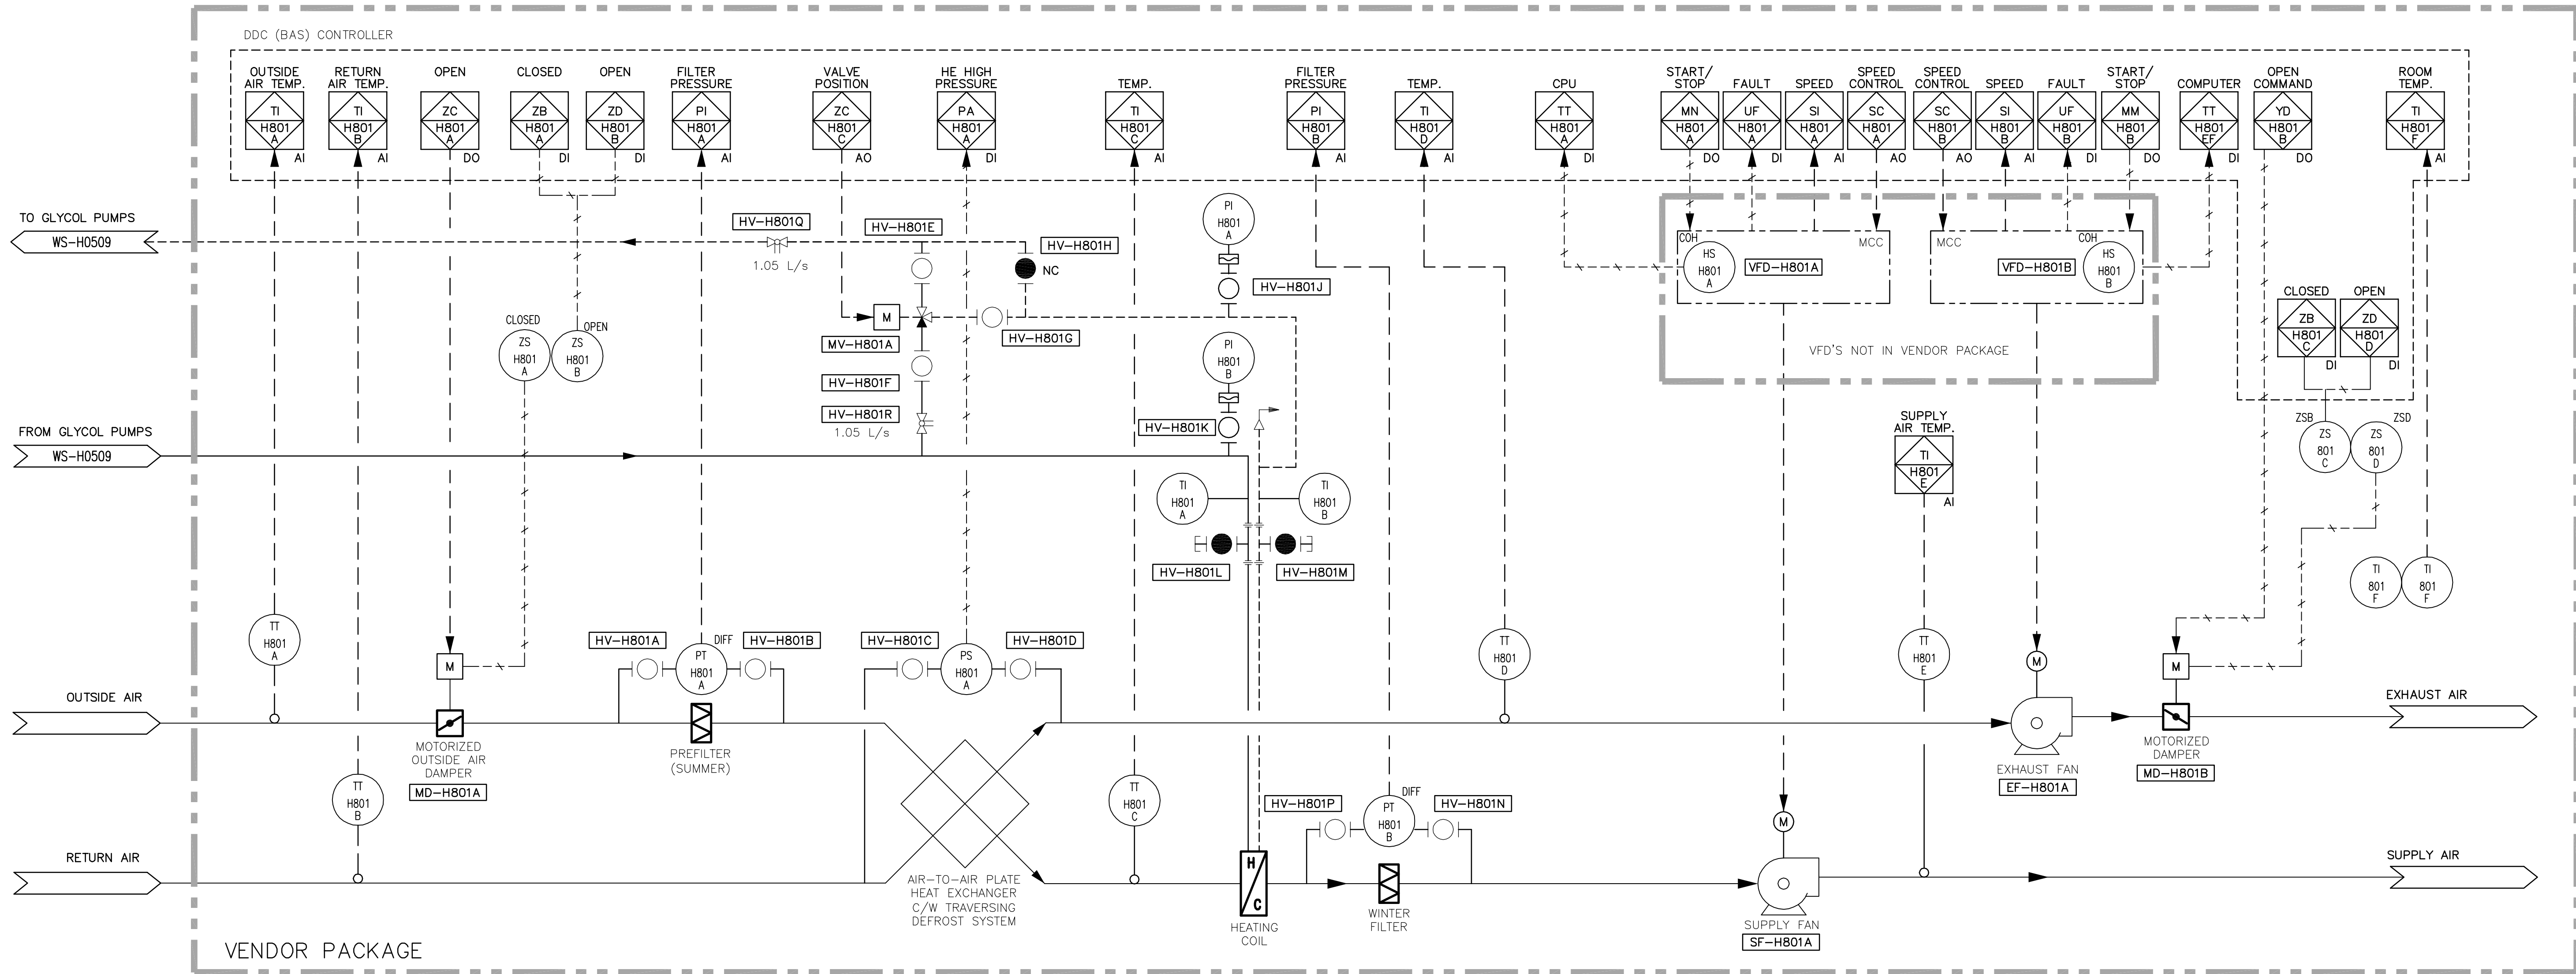 DDC (BAS) CONTROLLER
OUTSIDE
AIR TEMP.
TI
H801
A
AI
RETURN
AIR TEMP.
TI
H801
B
AI
OPEN
ZC
H801
A
DO
CLOSED
ZB
H801
A
DI
OPEN
ZD
H801
B
DI
FILTER
PRESSURE
PI
H801
A
AI
VALVE
POSITION
ZC
H801
C
AO
HE HIGH
PRESSURE
PA
H801
A
DI
TEMP.
TI
H801
C
AI
FILTER
PRESSURE
PI
H801
B
AI
TEMP.
TI
H801
D
AI
CPU
TT
H801
A
DI
START/
STOP
MN
H801
A
DO
FAULT
UF
H801
A
DI
SPEED
SI
H801
A
AI
SPEED
CONTROL
SC
H801
A
AO
SPEED
CONTROL
SC
H801
B
AO
SPEED
SI
H801
B
AI
FAULT
UF
H801
B
DI
START/
STOP
MM
H801
B
DO
COMPUTER
TT
H801
EF
DI
OPEN
COMMAND
YD
H801
B
DO
ROOM
TEMP.
TI
H801
F
AI
TO GLYCOL PUMPS
WS-H0509
HV-H801Q
1.05 L/s
HV-H801E
HV-H801H
NC
PI
H801
A
HV-H801J
COH
HS
H801
A
VFD-H801A
MCC
MCC
VFD-H801B
COH
HS
H801
B
VFD'S NOT IN VENDOR PACKAGE
CLOSED
ZB
H801
C
DI
OPEN
ZD
H801
D
DI
CLOSED
ZS
H801
A
OPEN
ZS
H801
B
M
MV-H801A
HV-H801G
HV-H801F
HV-H801R
1.05 L/s
PI
H801
B
HV-H801K
FROM GLYCOL PUMPS
WS-H0509
SUPPLY
AIR TEMP.
TI
H801
E
AI
ZSB
ZS
801
C
ZSD
ZS
801
D
TI
H801
A
TI
H801
B
HV-H801L
HV-H801M
TI
801
F
TI
801
F
TT
H801
A
M
HV-H801A
PT
H801
A
DIFF
HV-H801B
HV-H801C
PS
H801
A
HV-H801D
TT
H801
D
TT
H801
E
M
M
OUTSIDE AIR
MOTORIZED
OUTSIDE AIR
DAMPER
MD-H801A
PREFILTER
(SUMMER)
EXHAUST FAN
EF-H801A
MOTORIZED
DAMPER
MD-H801B
EXHAUST AIR
TT
H801
B
TT
H801
C
HV-H801P
PT
H801
B
DIFF
HV-H801N
M
RETURN AIR
AIR-TO-AIR PLATE
HEAT EXCHANGER
C/W TRAVERSING
DEFROST SYSTEM
H
C
HEATING
COIL
WINTER
FILTER
SUPPLY FAN
SF-H801A
SUPPLY AIR
VENDOR PACKAGE